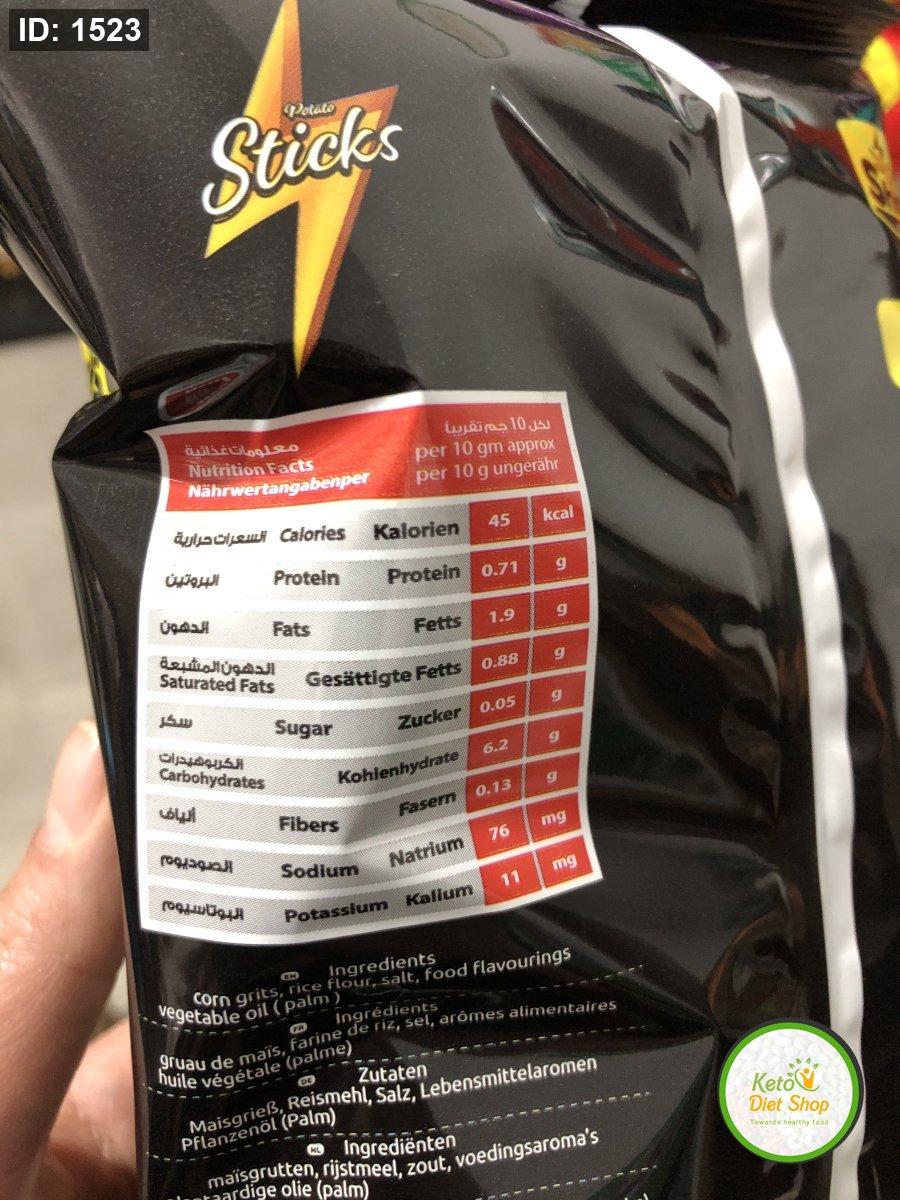 ID: 1523
Potato
Sticks
معلومات غذائية
Nutrition Facts
Nährwertangabenper
لكل 10 جم تقريبا
per 10 gm approx
per 10 g ungerähr
السعرات حرارية Calories Kalorien 45 kcal
البروتين Protein Protein 0.71 g
الدهون Fats Fetts 1.9 g
الدهون المشبعة
Saturated Fats Gesättigte Fetts 0.88 g
سكر Sugar Zucker 0.05 g
الكربوهيدرات
Carbohydrates Kohlenhydrate 6.2 g
ألياف Fibers Fasern 0.13 g
الصوديوم Sodium Natrium 76 mg
البوتاسيوم Potassium Kalium 11 mg
EN Ingredients
corn grits, rice flour, salt, food flavourings
vegetable oil ( palm )
FR Ingrédients
gruau de maïs, farine de riz, sel, arômes alimentaires
huile végétale (palme)
DE Zutaten
Maisgrieß, Reismehl, Salz, Lebensmittelaromen
Pflanzenöl (Palm)
NL Ingrediënten
maïsgrutten, rijstmeel, zout, voedingsaroma's
olie (palm)
Keto
Diet Shop
Towards healthy food